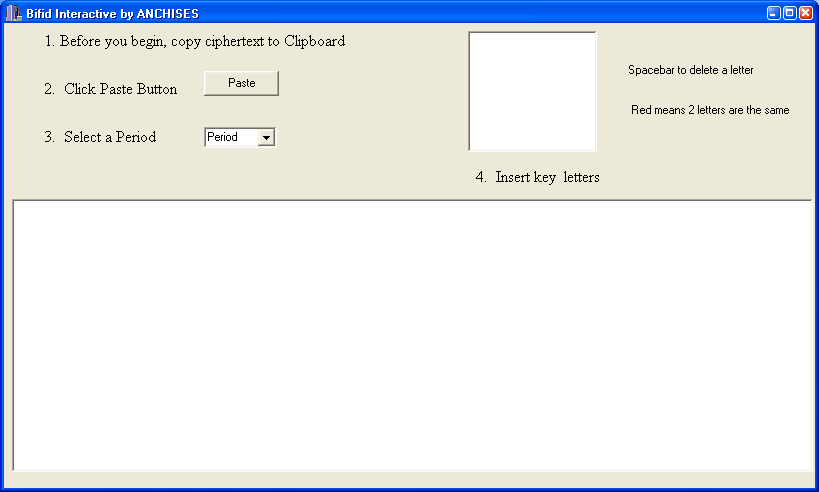 Bifid Interactive by ANCHISES
1. Before you begin, copy ciphertext to Clipboard
2. Click Paste Button
Paste
3. Select a Period
Period
Spacebar to delete a letter
Red means 2 letters are the same
4. Insert key letters